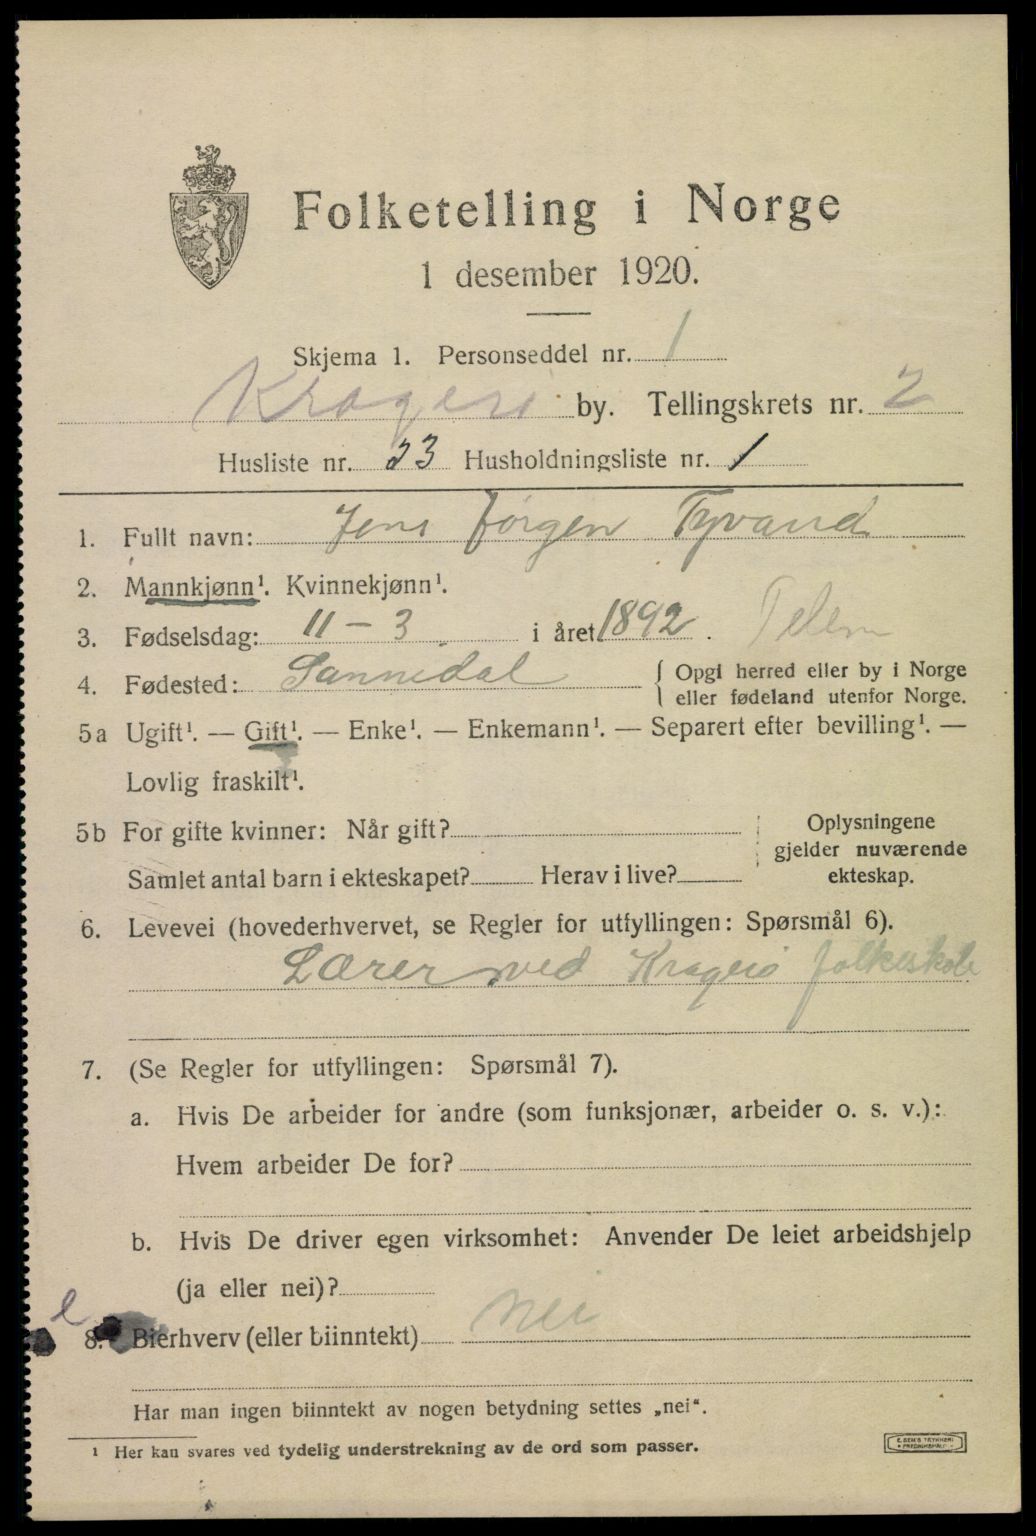 Folketelling i Norge
1 desember 1920.
Skjema 1. Personseddel nr. 1
Kragerø by. Tellingskrets nr. 2
Husliste nr. 23 Husholdningsliste nr. 1
1. Fullt navn: Jens Jørgen Tyvand
2. Mannkjønn¹. Kvinnekjønn¹.
3. Fødselsdag: 11 - 3 i året 1892. Telem
4. Fødested: Sannidal { Opgi herred eller by i Norge
eller fødeland utenfor Norge.
5a Ugift¹. — Gift¹. — Enke¹. — Enkemann¹. — Separert efter bevilling¹. —
Lovlig fraskilt¹.
5b For gifte kvinner: Når gift? Oplysningene
gjelder nuværende
Samlet antal barn i ekteskapet? Herav i live? ekteskap.
6. Levevei (hovederhvervet, se Regler for utfyllingen: Spørsmål 6).
Lærer ved Kragerø folkeskole
7. (Se Regler for utfyllingen: Spørsmål 7).
a. Hvis De arbeider for andre (som funksjonær, arbeider o. s. v.):
Hvem arbeider De for?
b. Hvis De driver egen virksomhet: Anvender De leiet arbeidshjelp
(ja eller nei)?
8. Bierhverv (eller biinntekt) Nei
Har man ingen biinntekt av nogen betydning settes „nei“.
¹ Her kan svares ved tydelig understrekning av de ord som passer.